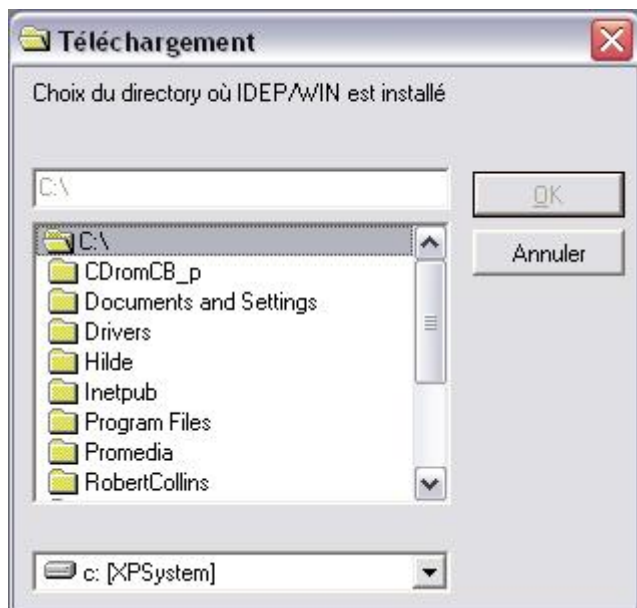 Téléchargement
Choix du directory où IDEP/WIN est installé
C:\
OK
C:\
Annuler
CDromCB_p
Documents and Settings
Drivers
Hilde
Inetpub
Program Files
Promedia
RobertCollins
c: [XPSystem]